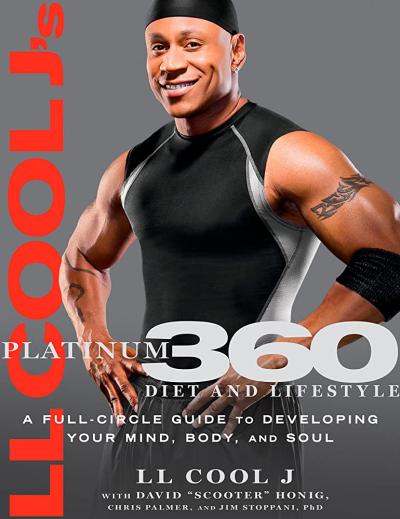 LL COOL J's
PLATINUM 360
DIET AND LIFESTYLE
A FULL-CIRCLE GUIDE TO DEVELOPING
YOUR MIND, BODY, AND SOUL
LL COOL J
WITH DAVID "SCOOTER" HONIG,
CHRIS PALMER, AND JIM STOPPANI, PhD